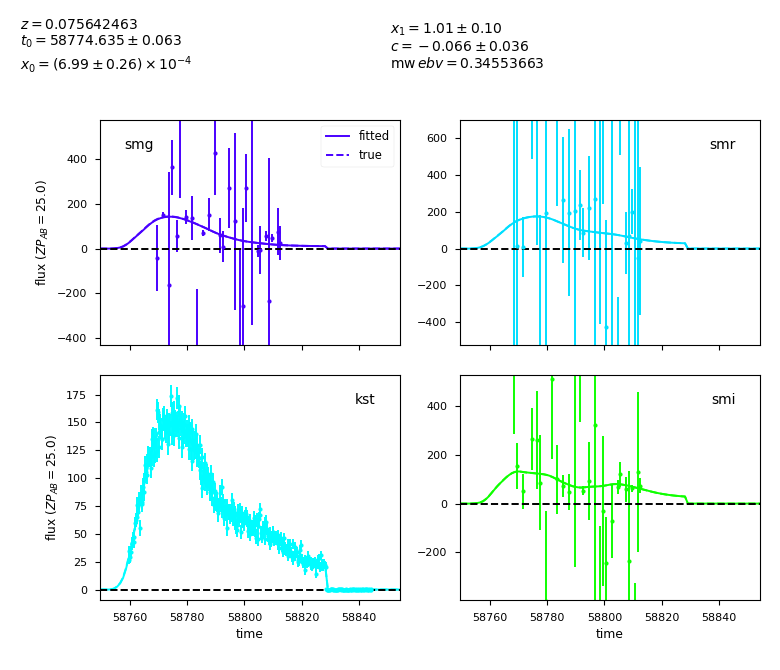 z = 0.075642463
t₀ = 58774.635 ± 0.063
x₀ = (6.99 ± 0.26) × 10⁻⁴
x₁ = 1.01 ± 0.10
c = −0.066 ± 0.036
mw ebv = 0.34553663
smg
fitted
true
400
200
0
−200
−400
flux (ZP_AB = 25.0)
smr
600
400
200
0
−200
−400
kst
175
150
125
100
75
50
25
0
flux (ZP_AB = 25.0)
58760 58780 58800 58820 58840
time
smi
400
200
0
−200
58760 58780 58800 58820 58840
time